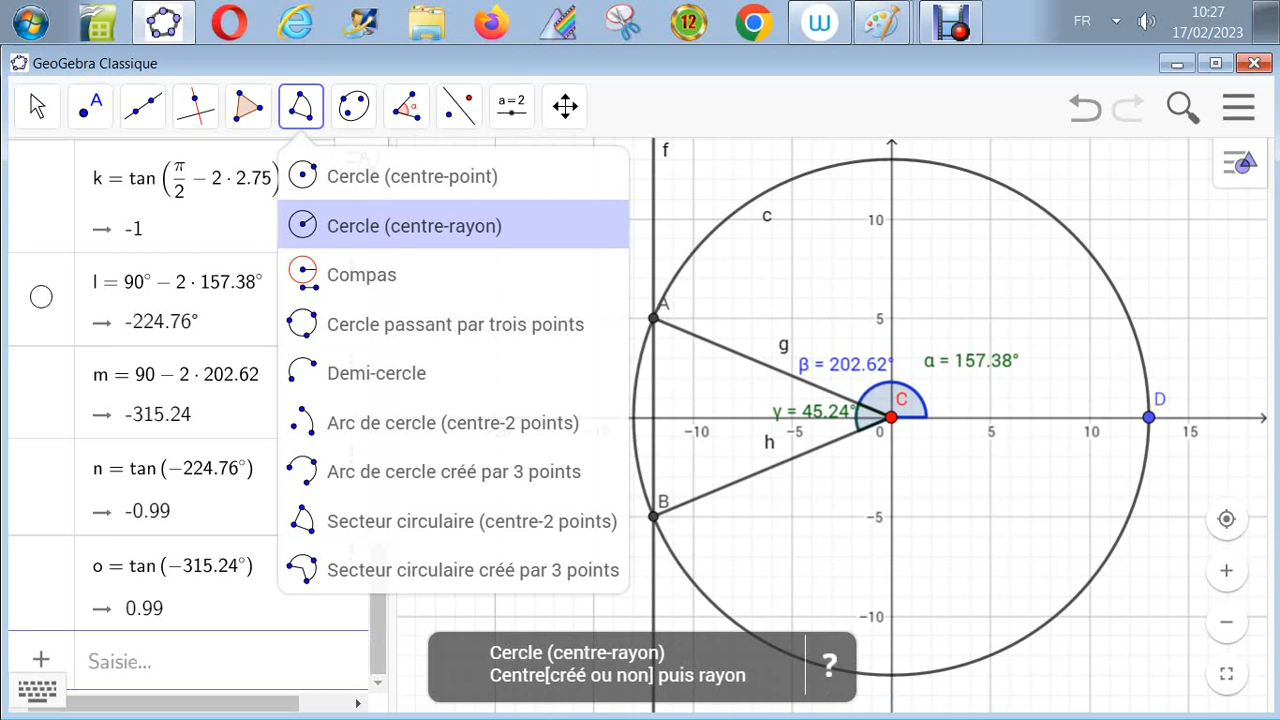 12
W
FR
10:27
17/02/2023
GeoGebra Classique
A
α
a=2
k = tan (π/2 − 2 · 2.75)
→ -1
l = 90° − 2 · 157.38°
→ -224.76°
m = 90 − 2 · 202.62
→ -315.24
n = tan (−224.76°)
→ -0.99
o = tan (−315.24°)
→ 0.99
+ Saisie...
Cercle (centre-point)
Cercle (centre-rayon)
Compas
Cercle passant par trois points
Demi-cercle
Arc de cercle (centre-2 points)
Arc de cercle créé par 3 points
Secteur circulaire (centre-2 points)
Secteur circulaire créé par 3 points
f
c
10
A
5
g
β = 202.62°
α = 157.38°
γ = 45.24°
C
D
-10
-5
0
5
10
15
h
B
-5
-10
Cercle (centre-rayon)
Centre[créé ou non] puis rayon
?